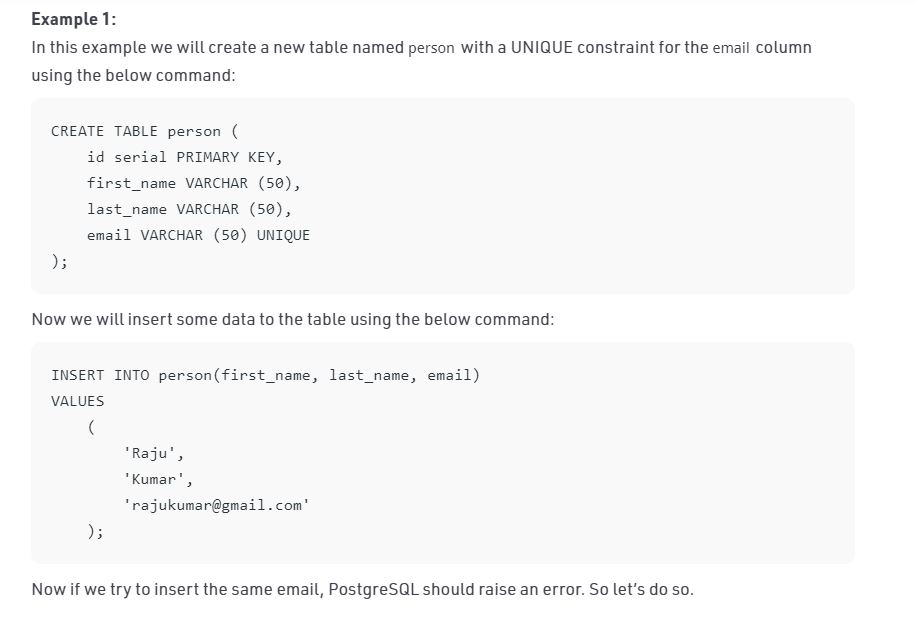 Example 1:
In this example we will create a new table named person with a UNIQUE constraint for the email column
using the below command:
CREATE TABLE person (
    id serial PRIMARY KEY,
    first_name VARCHAR (50),
    last_name VARCHAR (50),
    email VARCHAR (50) UNIQUE
);
Now we will insert some data to the table using the below command:
INSERT INTO person(first_name, last_name, email)
VALUES
    (
        'Raju',
        'Kumar',
        'rajukumar@gmail.com'
    );
Now if we try to insert the same email, PostgreSQL should raise an error. So let’s do so.